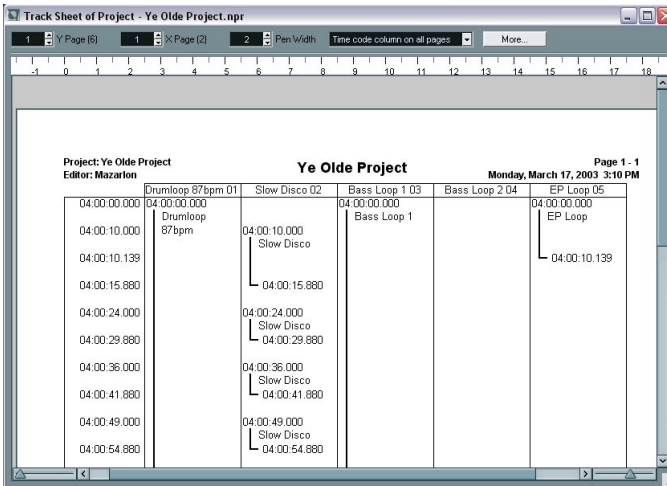 Track Sheet of Project - Ye Olde Project.npr
1 Y Page (6) 1 X Page (2) 2 Pen Width Time code column on all pages More...
-1 0 1 2 3 4 5 6 7 8 9 10 11 12 13 14 15 16 17 18
Project: Ye Olde Project Page 1 - 1
Ye Olde Project
Editor: Mazarlon Monday, March 17, 2003 3:10 PM
Drumloop 87bpm 01 Slow Disco 02 Bass Loop 1 03 Bass Loop 2 04 EP Loop 05
04:00:00.000 04:00:00.000 04:00:00.000 04:00:00.000
Drumloop Bass Loop 1 EP Loop
04:00:10.000 87bpm 04:00:10.000
Slow Disco
04:00:10.139 04:00:10.139
04:00:15.880 04:00:15.880
04:00:24.000 04:00:24.000
Slow Disco
04:00:29.880 04:00:29.880
04:00:36.000 04:00:36.000
Slow Disco
04:00:41.880 04:00:41.880
04:00:49.000 04:00:49.000
Slow Disco
04:00:54.880 04:00:54.880